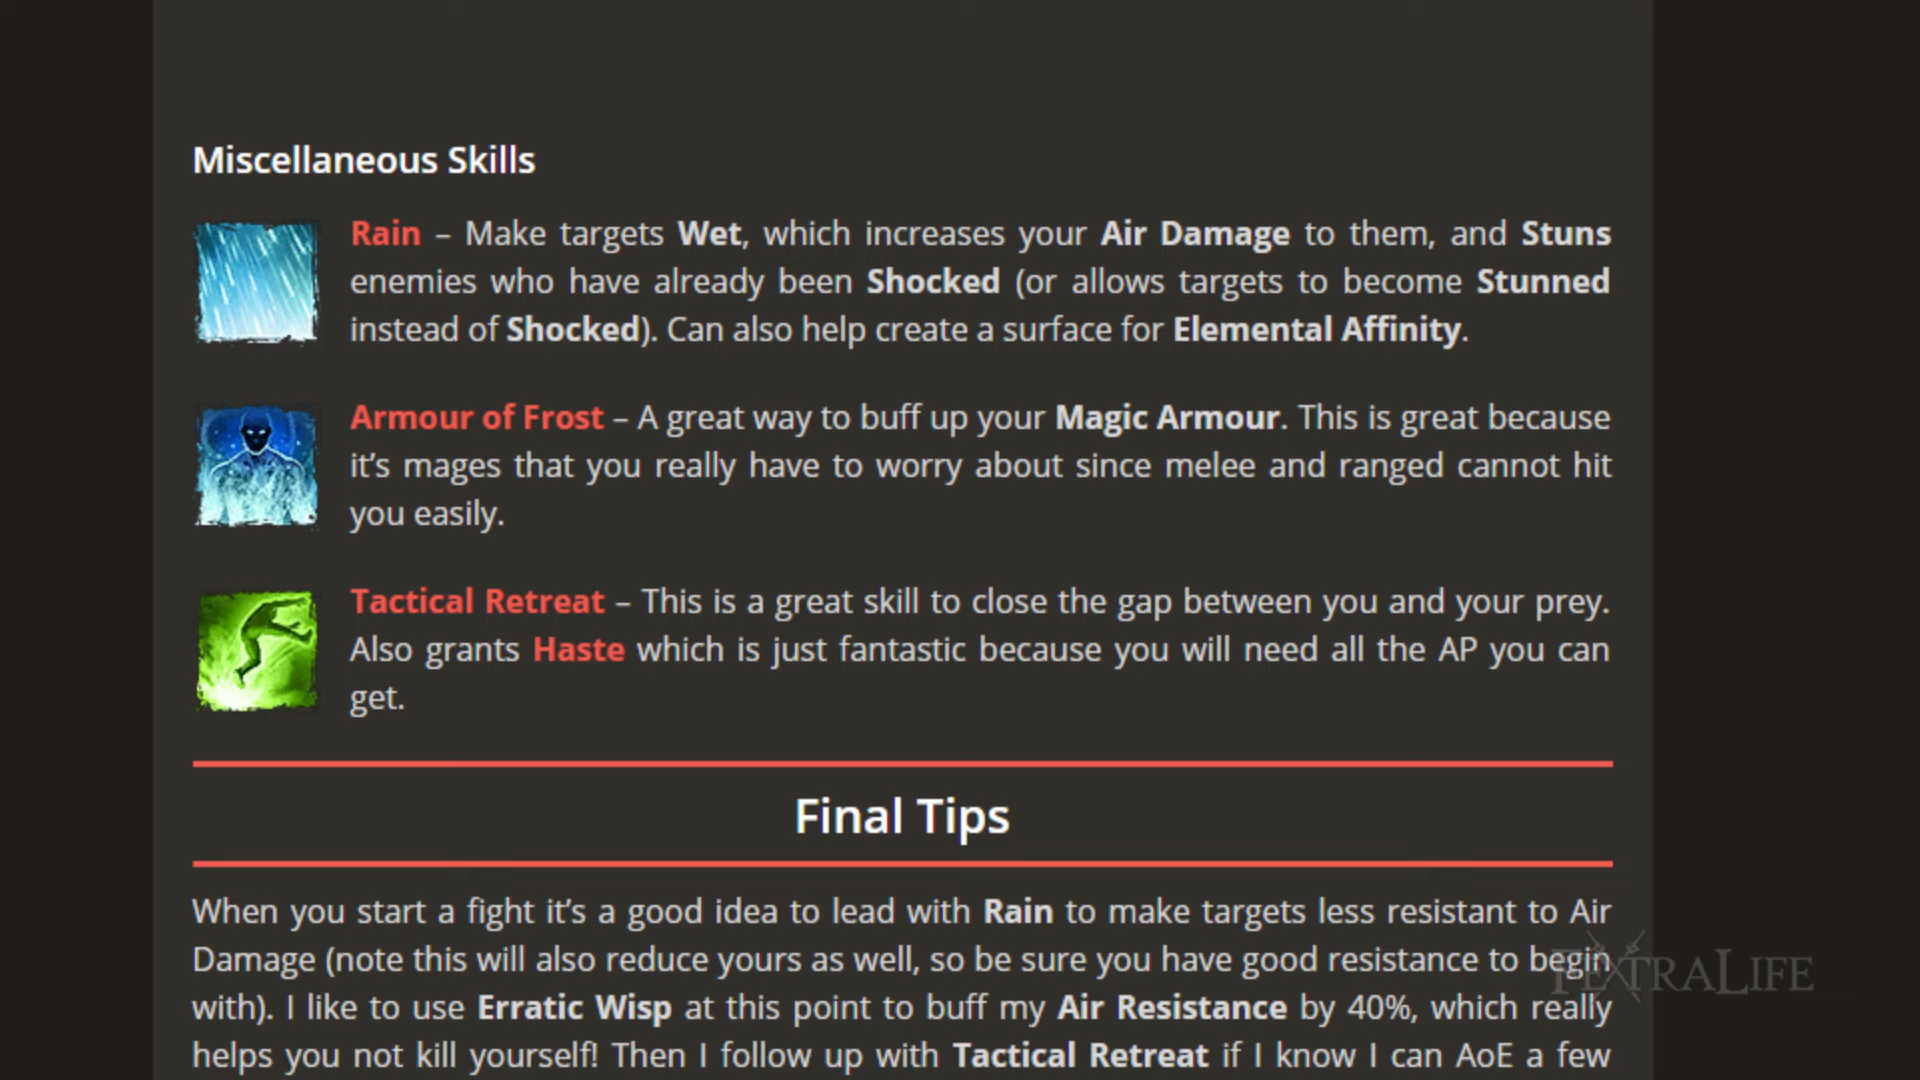 Miscellaneous Skills
Rain – Make targets Wet, which increases your Air Damage to them, and Stuns
enemies who have already been Shocked (or allows targets to become Stunned
instead of Shocked). Can also help create a surface for Elemental Affinity.
Armour of Frost – A great way to buff up your Magic Armour. This is great because
it’s mages that you really have to worry about since melee and ranged cannot hit
you easily.
Tactical Retreat – This is a great skill to close the gap between you and your prey.
Also grants Haste which is just fantastic because you will need all the AP you can
get.
Final Tips
When you start a fight it’s a good idea to lead with Rain to make targets less resistant to Air
Damage (note this will also reduce yours as well, so be sure you have good resistance to begin
with). I like to use Erratic Wisp at this point to buff my Air Resistance by 40%, which really
helps you not kill yourself! Then I follow up with Tactical Retreat if I know I can AoE a few
FEXTRALIFE